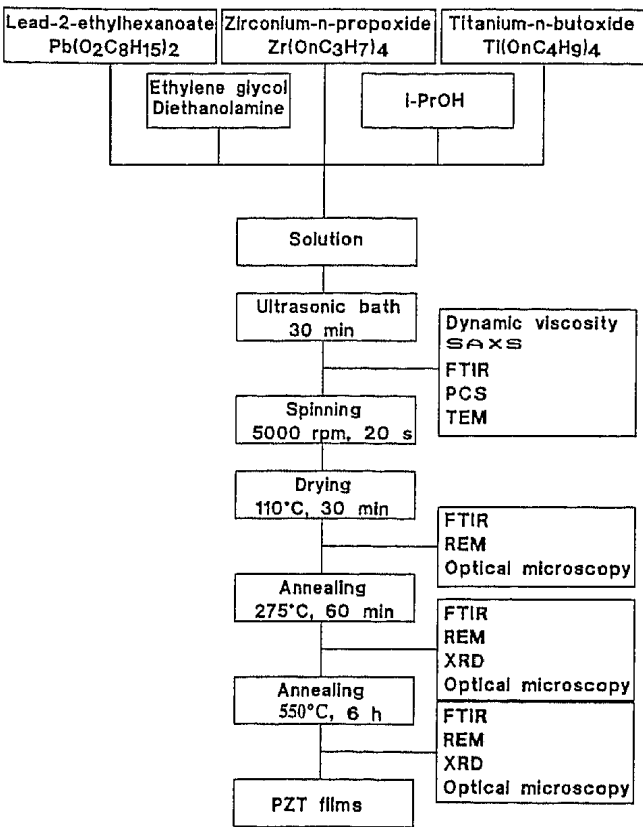 Lead-2-ethylhexanoate
Pb(O2C8H15)2
Zirconium-n-propoxide
Zr(OnC3H7)4
Titanium-n-butoxide
Ti(OnC4H9)4
Ethylene glycol
Diethanolamine
i-PrOH
Solution
Ultrasonic bath
30 min
Dynamic viscosity
SAXS
FTIR
PCS
TEM
Spinning
5000 rpm, 20 s
Drying
110°C, 30 min
FTIR
REM
Optical microscopy
Annealing
275°C, 60 min
FTIR
REM
XRD
Optical microscopy
Annealing
550°C, 6 h
FTIR
REM
XRD
Optical microscopy
PZT films